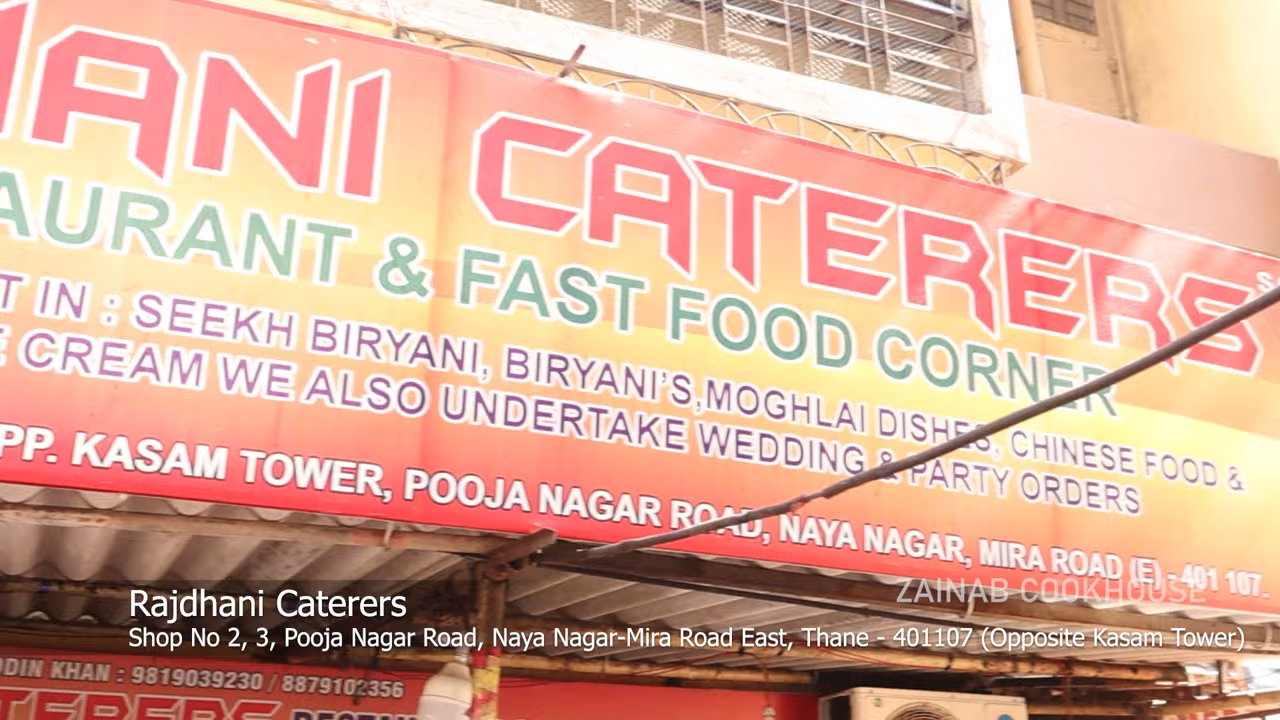 HANI CATERERS
AURANT & FAST FOOD CORNER
T IN : SEEKH BIRYANI, BIRYANI'S,MOGHLAI DISHES, CHINESE FOOD &
E CREAM WE ALSO UNDERTAKE WEDDING & PARTY ORDERS
PP. KASAM TOWER, POOJA NAGAR ROAD, NAYA NAGAR, MIRA ROAD (E) - 401 107.
ZAINAB COOKHOUSE
Rajdhani Caterers
Shop No 2, 3, Pooja Nagar Road, Naya Nagar-Mira Road East, Thane - 401107 (Opposite Kasam Tower)
ODIN KHAN : 9819039230 / 8879102356
TERERS